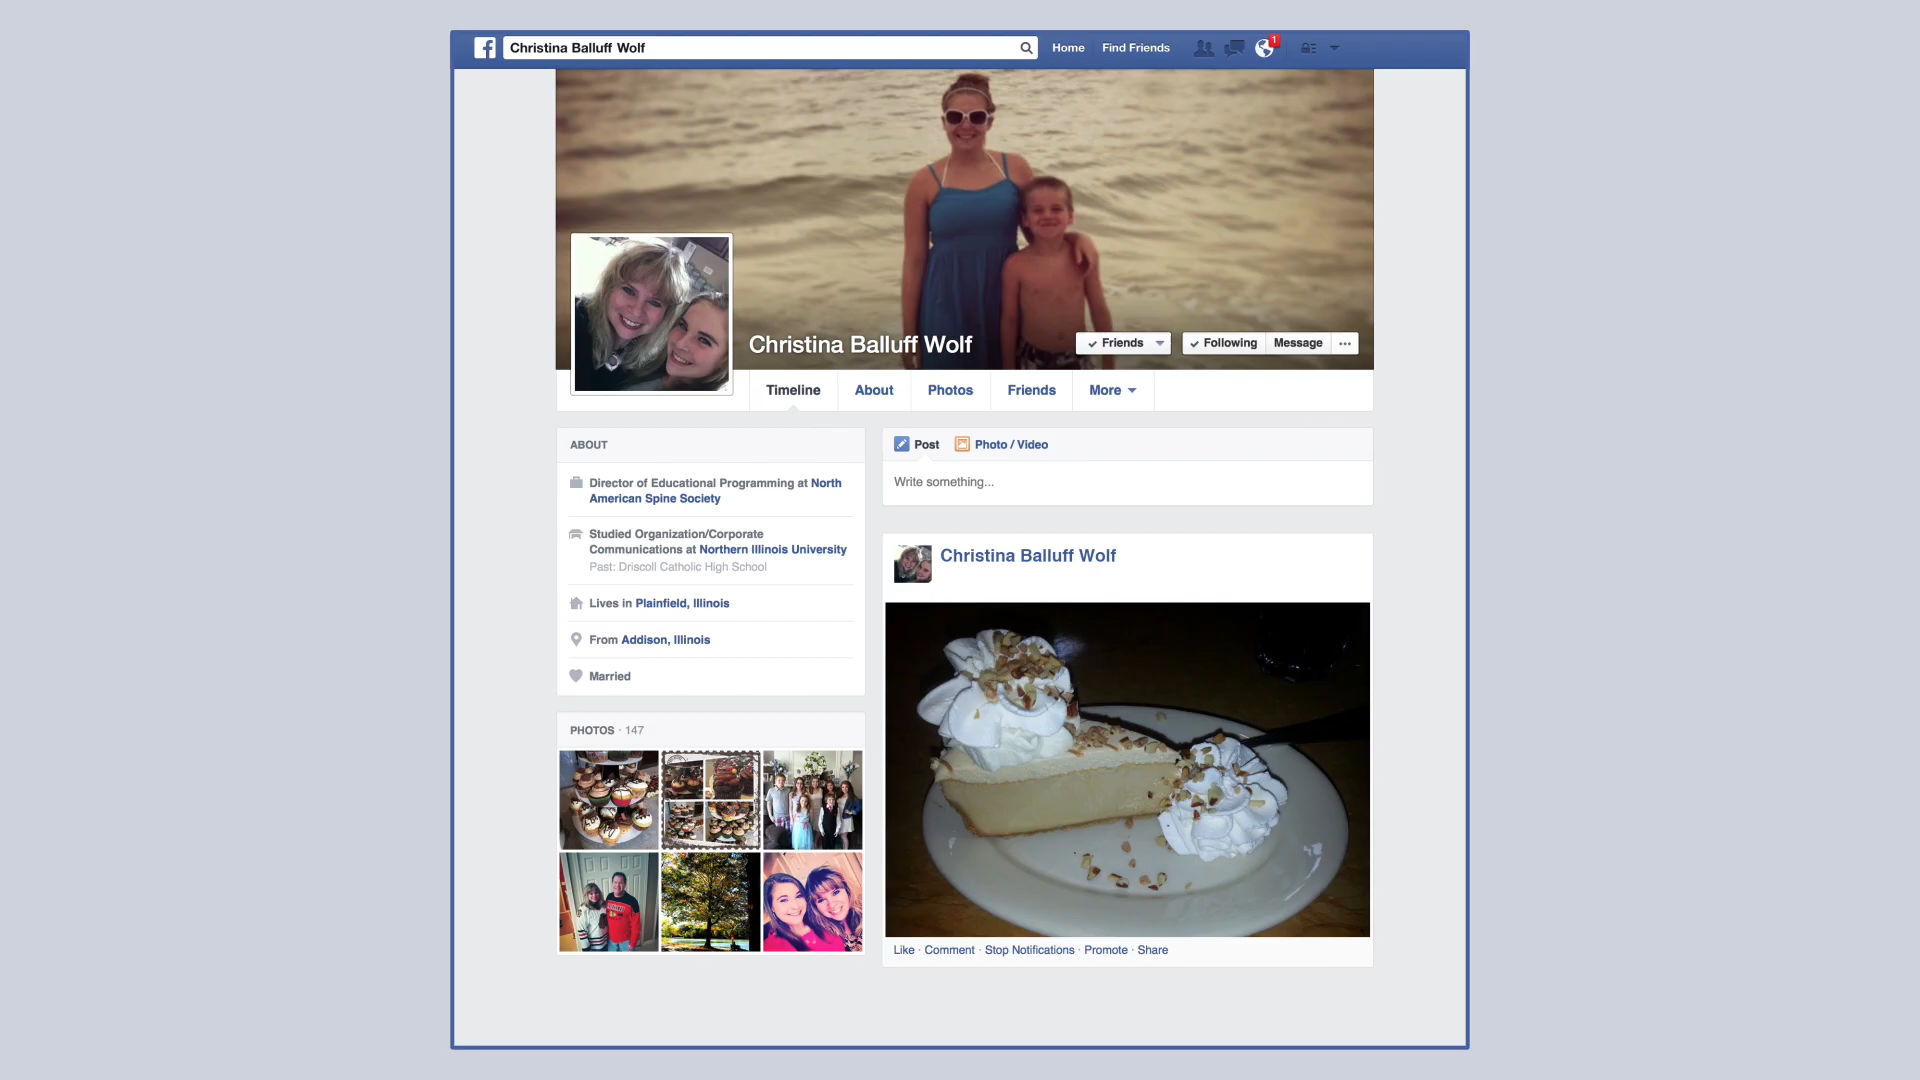 Christina Balluff Wolf
Home
Find Friends
1
Christina Balluff Wolf
Friends
Following
Message
Timeline
About
Photos
Friends
More
ABOUT
Director of Educational Programming at North
American Spine Society
Studied Organization/Corporate
Communications at Northern Illinois University
Past: Driscoll Catholic High School
Lives in Plainfield, Illinois
From Addison, Illinois
Married
PHOTOS · 147
Post
Photo / Video
Write something...
Christina Balluff Wolf
Like · Comment · Stop Notifications · Promote · Share